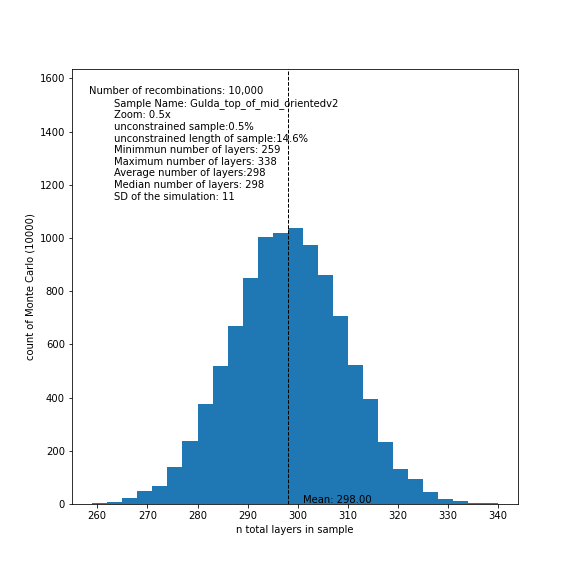 1600
1400
1200
1000
800
600
400
200
0
count of Monte Carlo (10000)
Number of recombinations: 10,000
Sample Name: Gulda_top_of_mid_orientedv2
Zoom: 0.5x
unconstrained sample:0.5%
unconstrained length of sample:14.6%
Minimmun number of layers: 259
Maximum number of layers: 338
Average number of layers:298
Median number of layers: 298
SD of the simulation: 11
Mean: 298.00
260 270 280 290 300 310 320 330 340
n total layers in sample